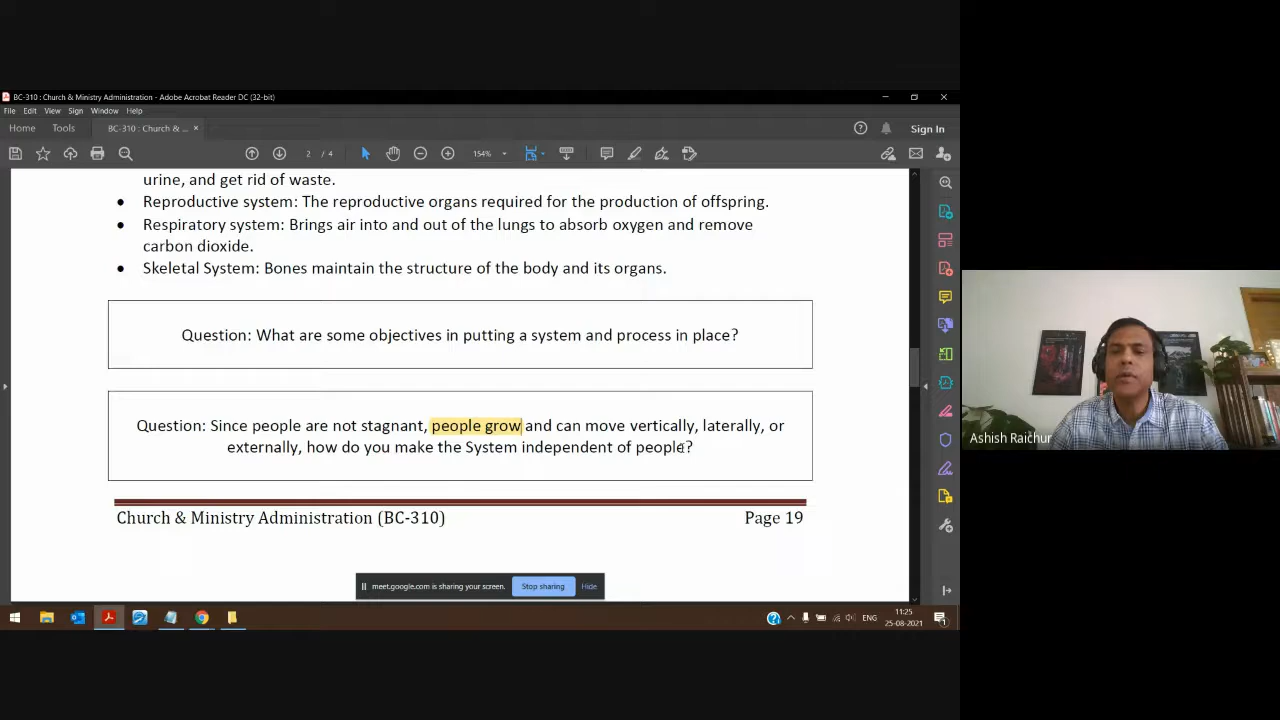 BC-310 : Church & Ministry Administration - Adobe Acrobat Reader DC (32-bit)
File Edit View Sign Window Help
Home Tools BC-310 : Church & ... × Sign In
2 / 4 154%
urine, and get rid of waste.
• Reproductive system: The reproductive organs required for the production of offspring.
• Respiratory system: Brings air into and out of the lungs to absorb oxygen and remove
carbon dioxide.
• Skeletal System: Bones maintain the structure of the body and its organs.
Question: What are some objectives in putting a system and process in place?
Question: Since people are not stagnant, people grow and can move vertically, laterally, or
externally, how do you make the System independent of people?
Church & Ministry Administration (BC-310) Page 19
meet.google.com is sharing your screen. Stop sharing Hide
ENG 11:25
25-08-2021
Ashish Raichur